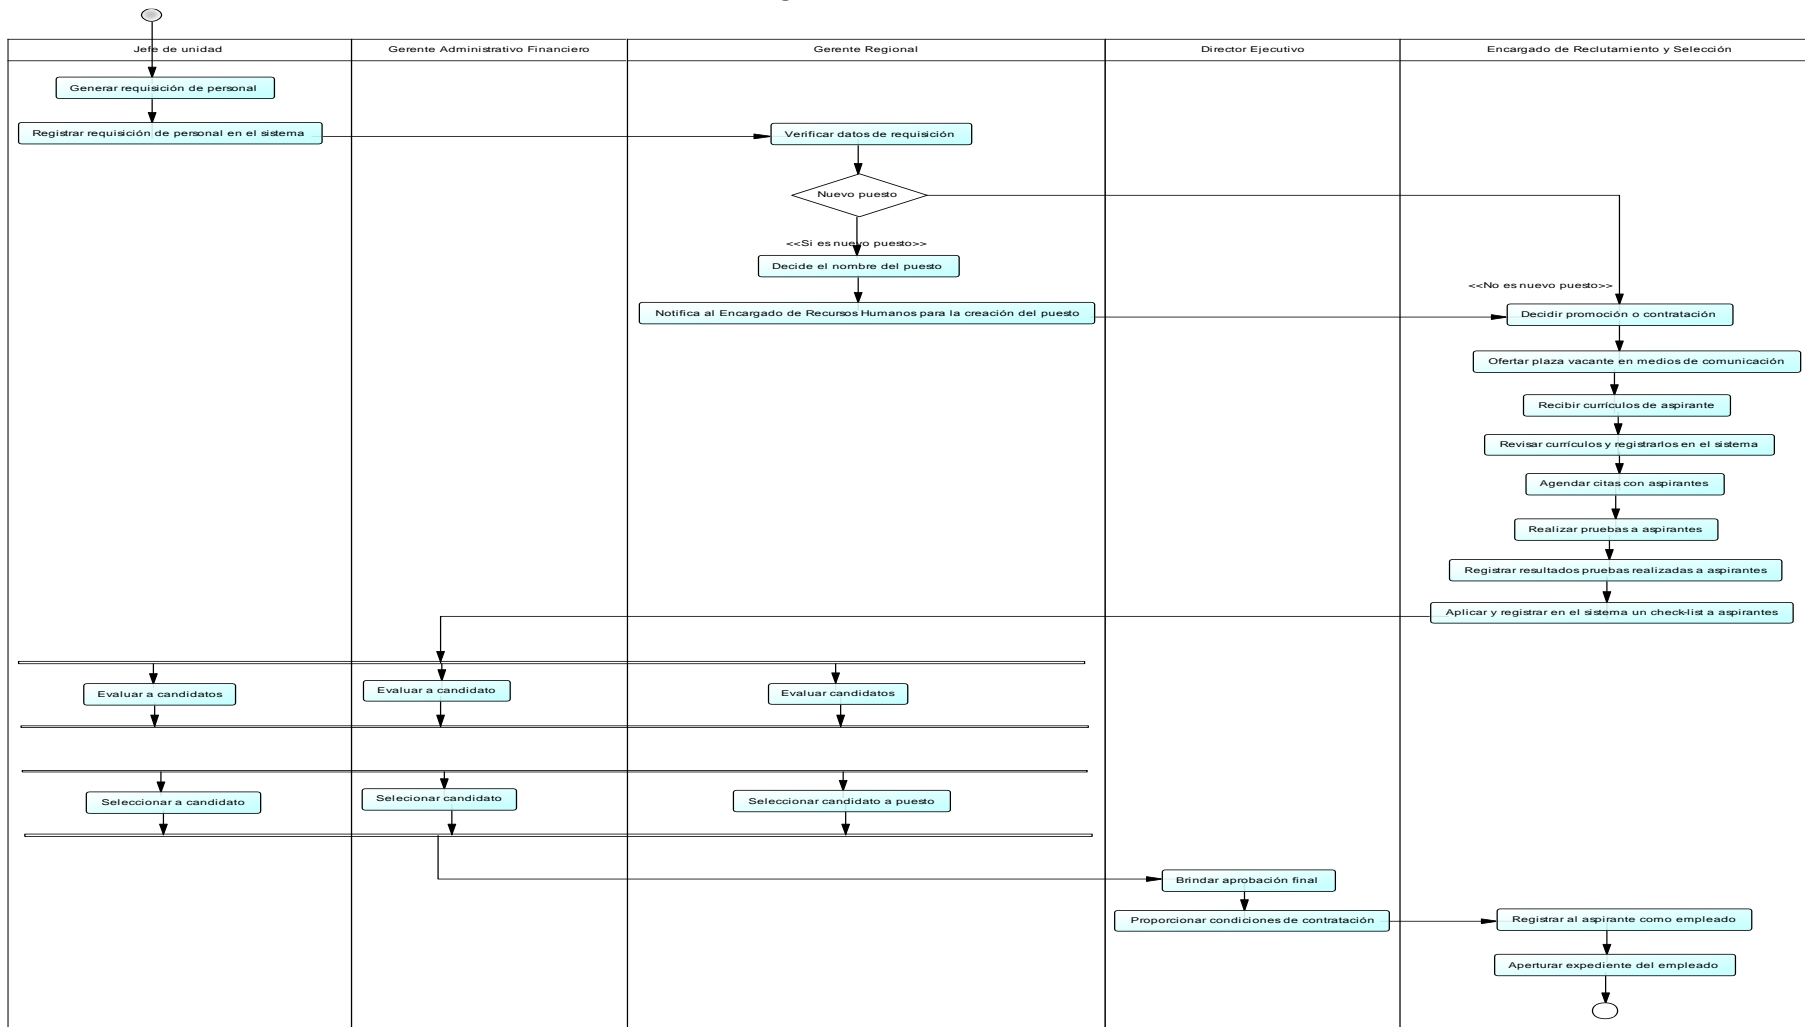 Jefe de unidad
Gerente Administrativo Financiero
Gerente Regional
Director Ejecutivo
Encargado de Reclutamiento y Selección
Generar requisición de personal
Registrar requisición de personal en el sistema
Verificar datos de requisición
Nuevo puesto
<<Si es nuevo puesto>>
Decide el nombre del puesto
<<No es nuevo puesto>>
Notifica al Encargado de Recursos Humanos para la creación del puesto
Decidir promoción o contratación
Ofertar plaza vacante en medios de comunicación
Recibir currículos de aspirante
Revisar currículos y registrarlos en el sistema
Agendar citas con aspirantes
Realizar pruebas a aspirantes
Registrar resultados pruebas realizadas a aspirantes
Aplicar y registrar en el sistema un check-list a aspirantes
Evaluar a candidatos
Evaluar a candidato
Evaluar candidatos
Seleccionar a candidato
Selecionar candidato
Seleccionar candidato a puesto
Brindar aprobación final
Proporcionar condiciones de contratación
Registrar al aspirante como empleado
Aperturar expediente del empleado